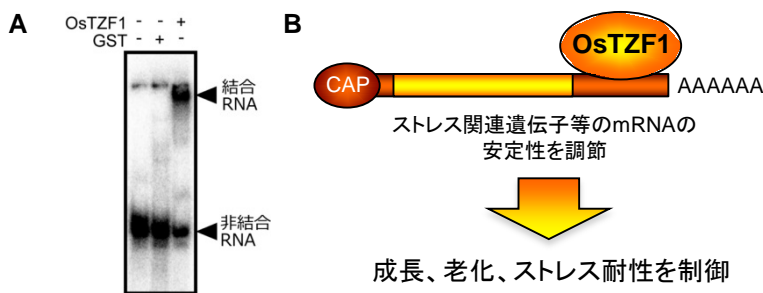 A
OsTZF1 - - +
GST - + -
結合
RNA
非結合
RNA
B
OsTZF1
CAP
AAAAAA
ストレス関連遺伝子等のmRNAの
安定性を調節
成長、老化、ストレス耐性を制御